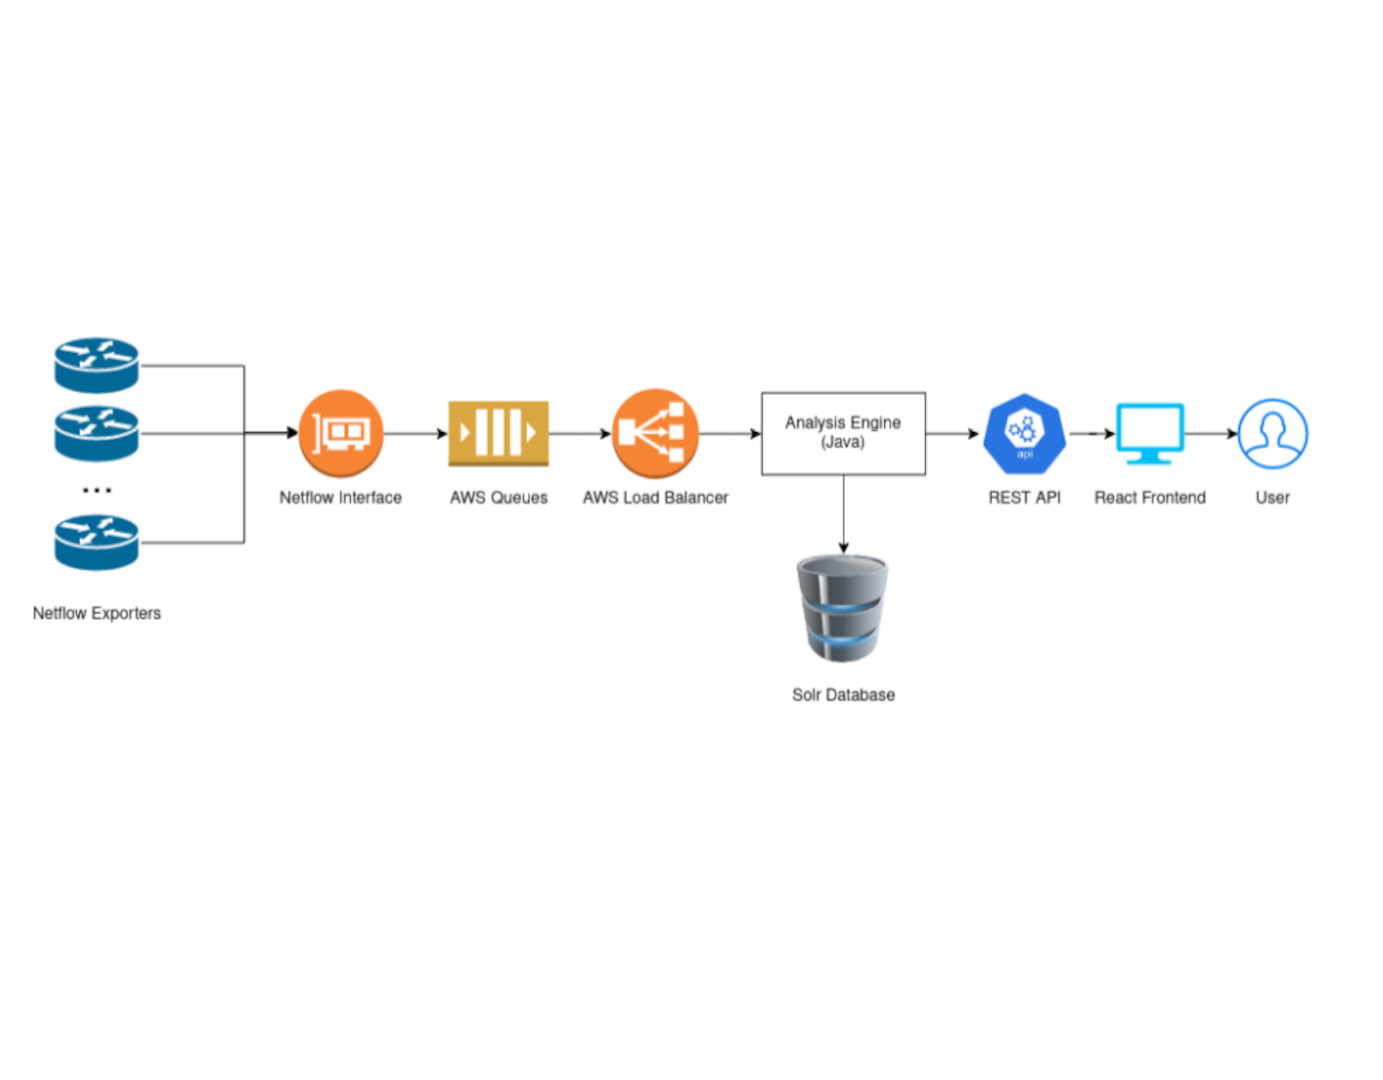 ...
Netflow Exporters
Netflow Interface
AWS Queues
AWS Load Balancer
Analysis Engine
(Java)
Solr Database
api
REST API
React Frontend
User